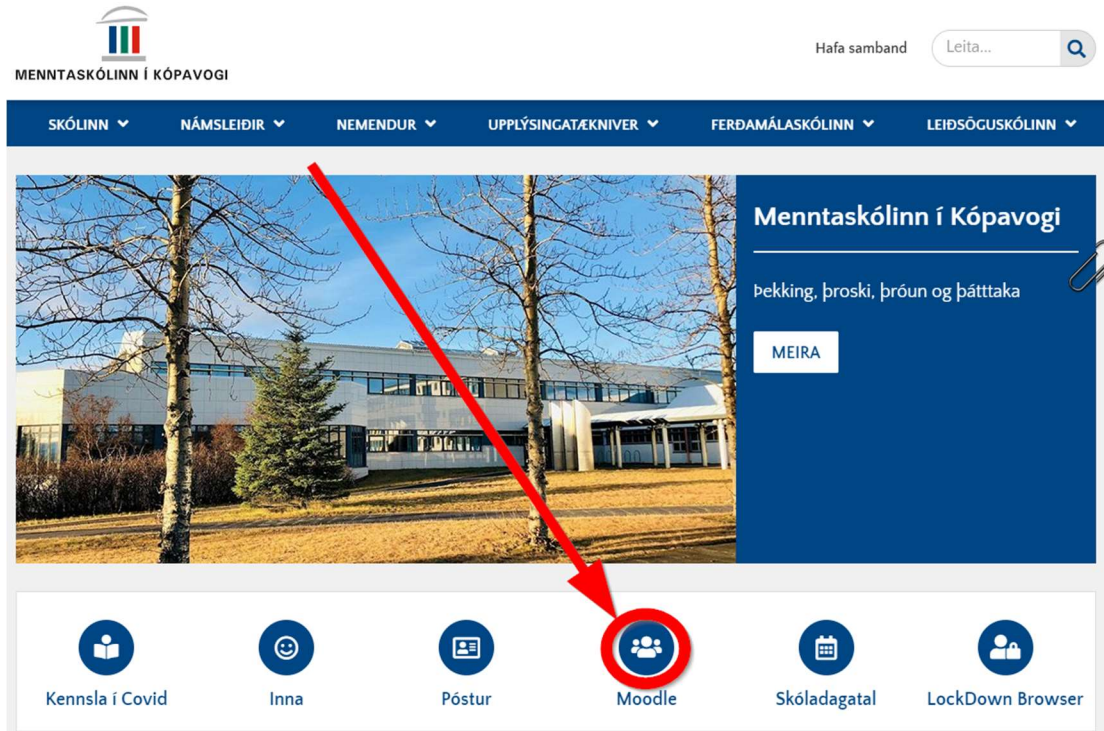 MENNTASKÓLINN Í KÓPAVOGI
Hafa samband
Leita...
SKÓLINN
NÁMSLEIÐIR
NEMENDUR
UPPLÝSINGATÆKNIVER
FERÐAMÁLASKÓLINN
LEIÐSÖGUSKÓLINN
Menntaskólinn í Kópavogi
Þekking, þroski, þróun og þátttaka
MEIRA
Kennsla í Covid
Inna
Póstur
Moodle
Skóladagatal
LockDown Browser